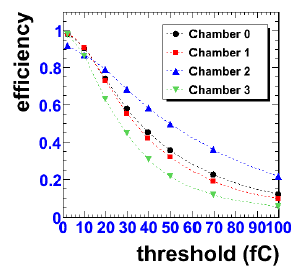 efficiency
1
0.8
0.6
0.4
0.2
0
Chamber 0
Chamber 1
Chamber 2
Chamber 3
0 10 20 30 40 50 60 70 80 90 100
threshold (fC)